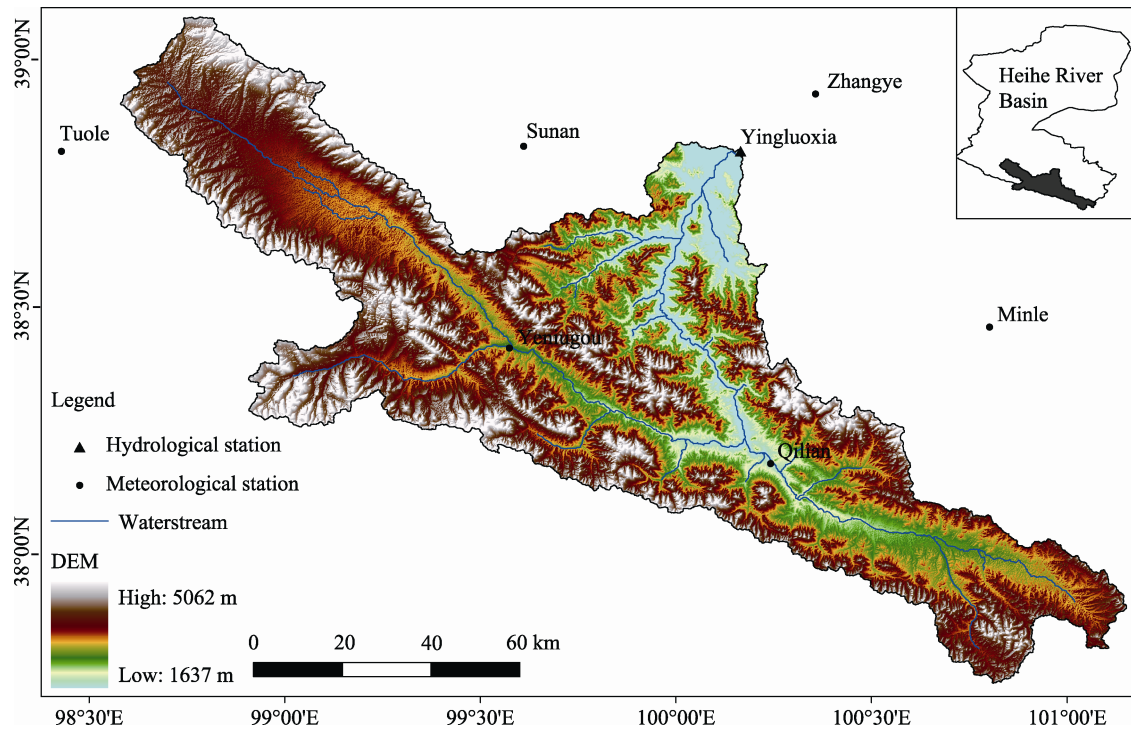 39°00′N
38°30′N
38°00′N
Tuole
Sunan
Zhangye
Yingluoxia
Heihe River
Basin
Minle
Yeniugou
Qilian
Legend
Hydrological station
Meteorological station
Waterstream
DEM
High: 5062 m
Low: 1637 m
0 20 40 60 km
98°30′E 99°00′E 99°30′E 100°00′E 100°30′E 101°00′E